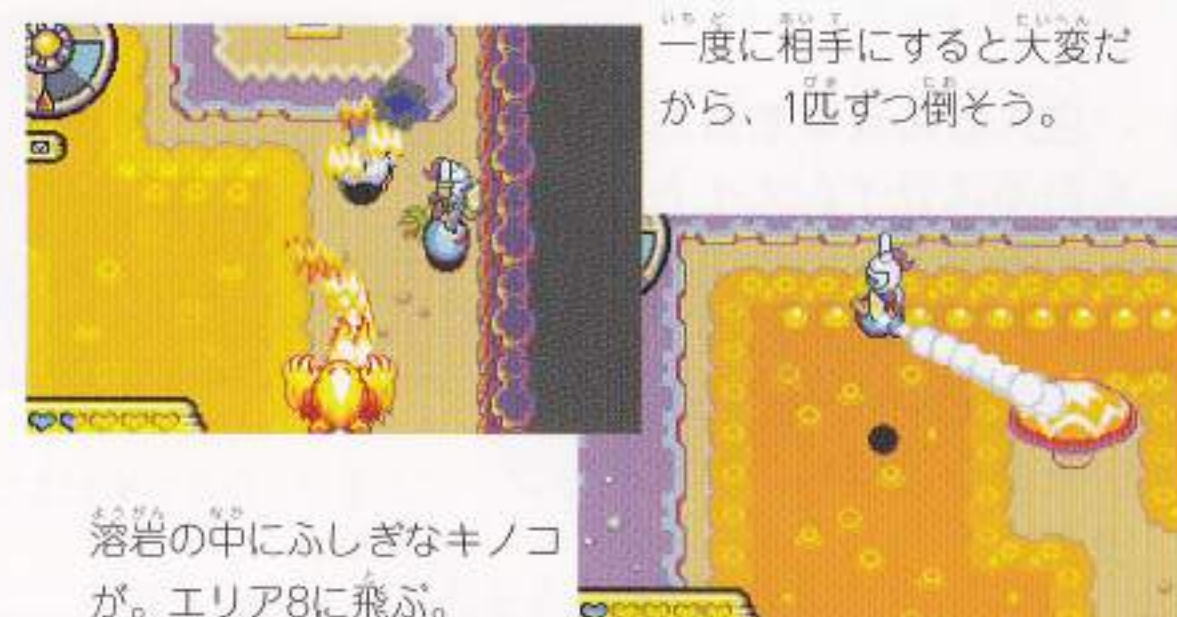 一度に相手にすると大変だ
から、1匹ずつ倒そう。
溶岩の中にふしぎなキノコ
が。エリア8に飛ぶ。